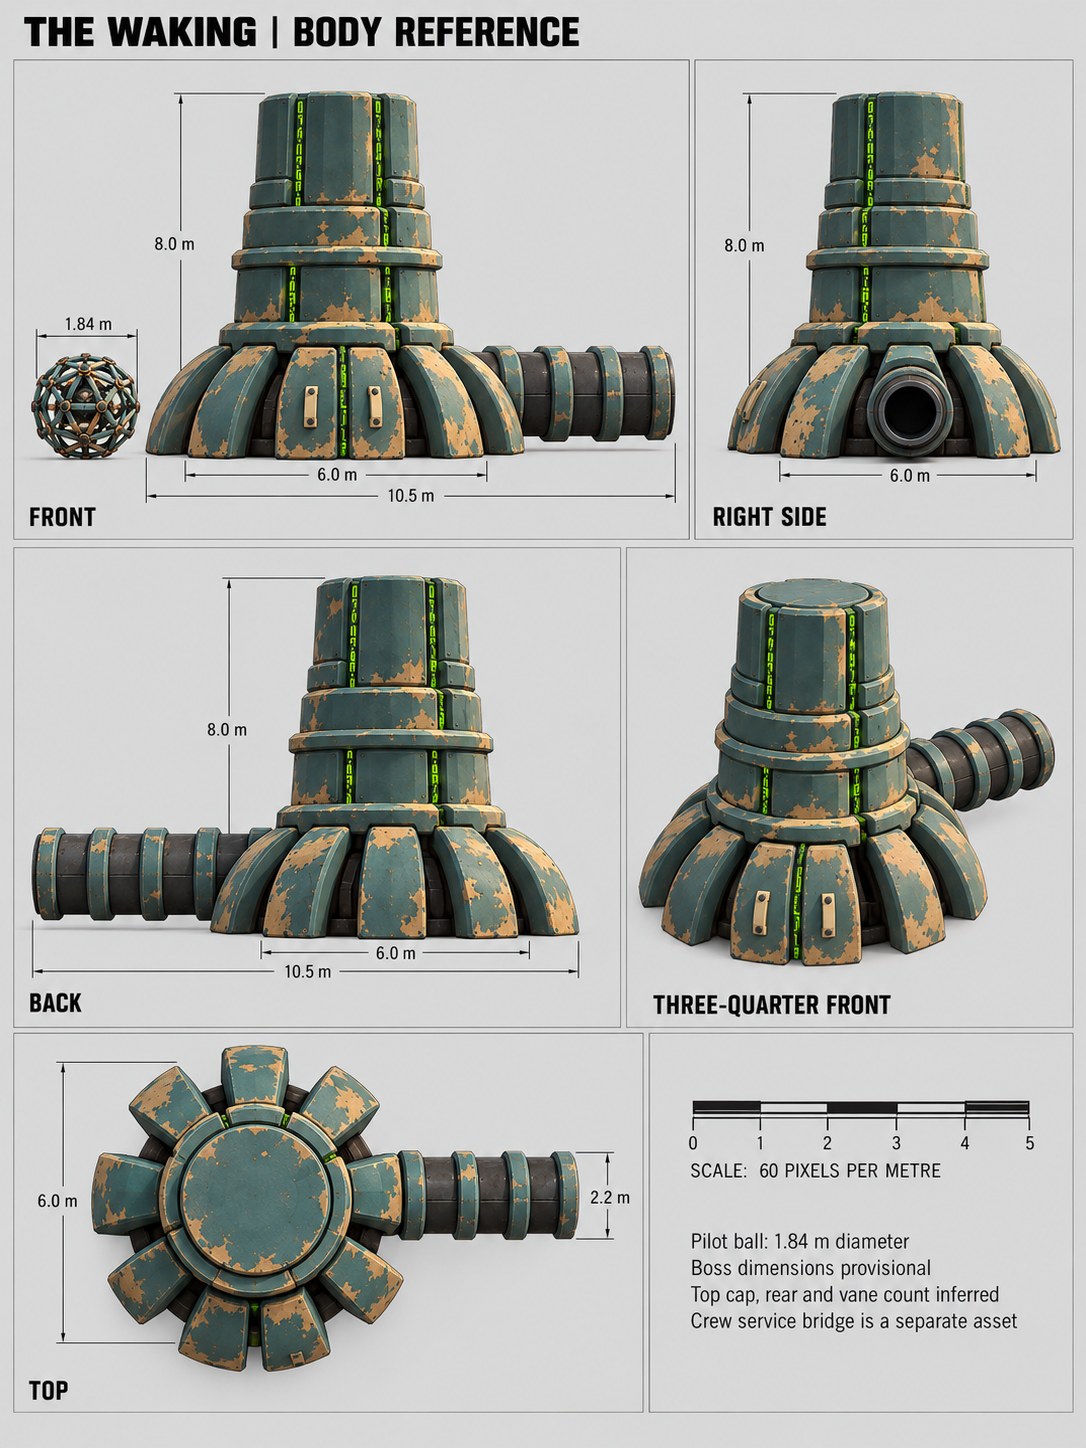 THE WAKING | BODY REFERENCE
8.0 m
1.84 m
6.0 m
10.5 m
FRONT
8.0 m
6.0 m
RIGHT SIDE
8.0 m
6.0 m
10.5 m
BACK
THREE-QUARTER FRONT
6.0 m
2.2 m
TOP
0 1 2 3 4 5
SCALE: 60 PIXELS PER METRE
Pilot ball: 1.84 m diameter
Boss dimensions provisional
Top cap, rear and vane count inferred
Crew service bridge is a separate asset